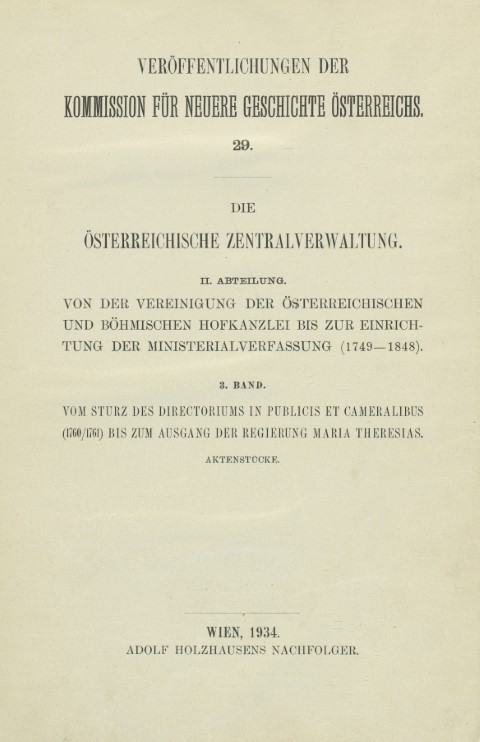 VERÖFFENTLICHUNGEN DER
KOMMISSION FÜR NEUERE GESCHICHTE ÖSTERREICHS.
29.
DIE
ÖSTERREICHISCHE ZENTRALVERWALTUNG.
II. ABTEILUNG.
VON DER VEREINIGUNG DER ÖSTERREICHISCHEN
UND BÖHMISCHEN HOFKANZLEI BIS ZUR EINRICH-
TUNG DER MINISTERIALVERFASSUNG (1749—1848).
3. BAND.
VOM STURZ DES DIRECTORIUMS IN PUBLICIS ET CAMERALIBUS
(1760/1761) BIS ZUM AUSGANG DER REGIERUNG MARIA THERESIAS.
AKTENSTÜCKE.
WIEN, 1934.
ADOLF HOLZHAUSENS NACHFOLGER.